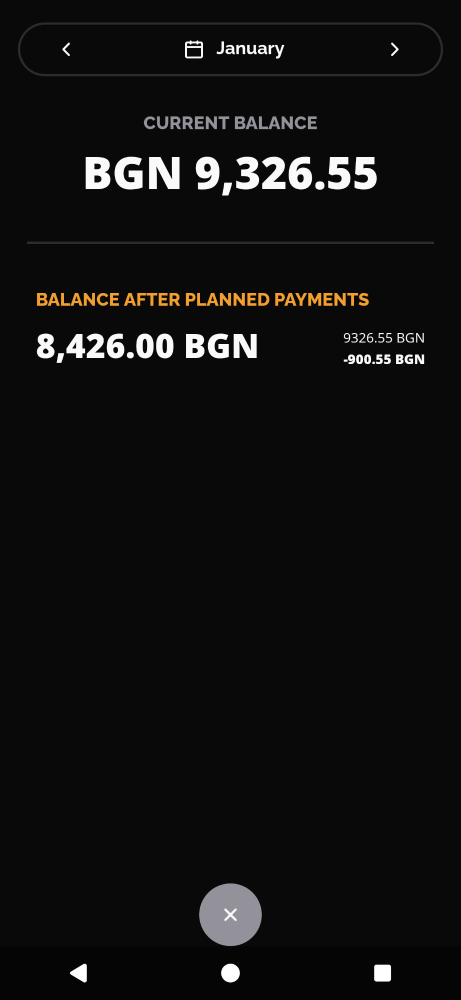 January
CURRENT BALANCE
BGN 9,326.55
BALANCE AFTER PLANNED PAYMENTS
8,426.00 BGN
9326.55 BGN
-900.55 BGN